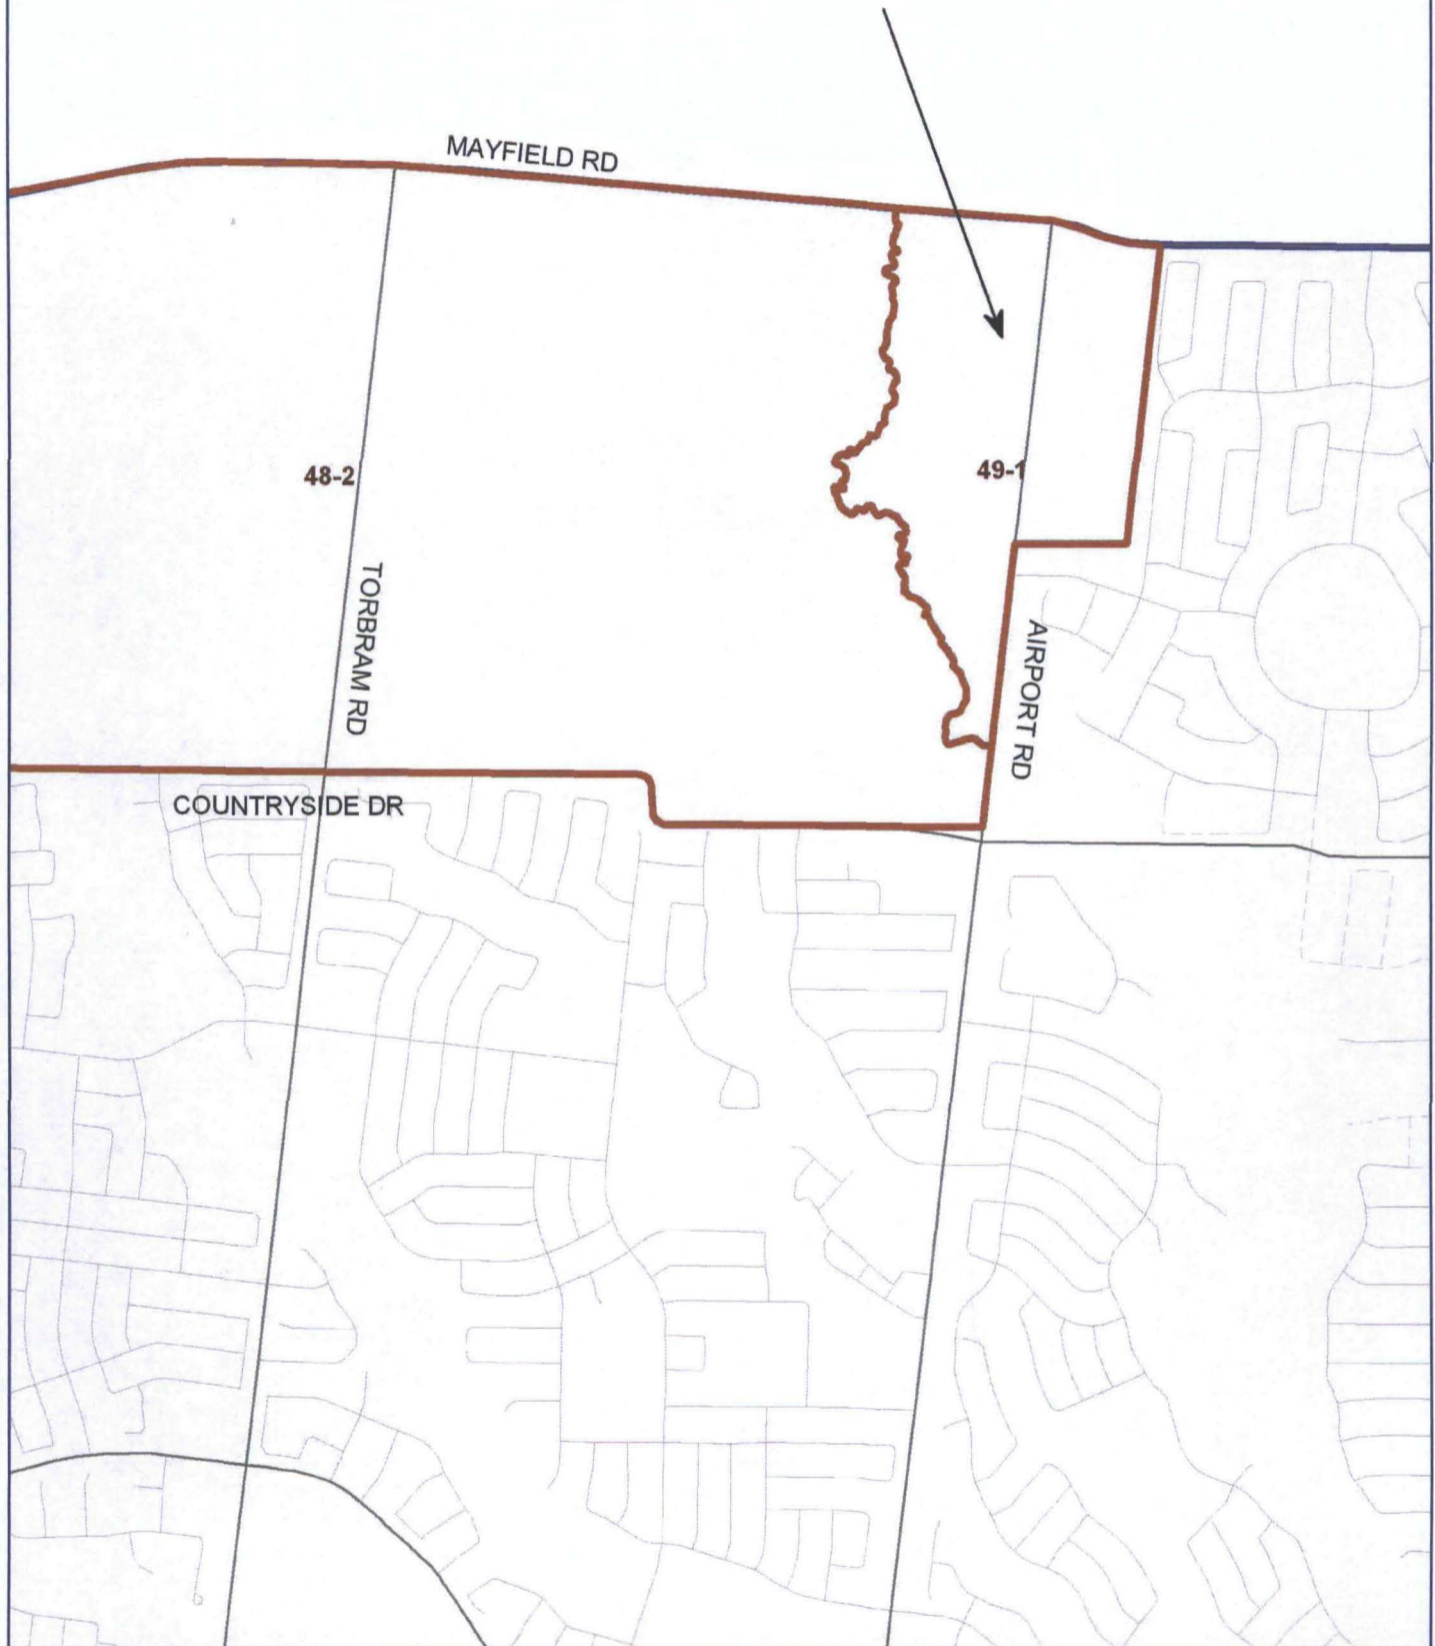 MAYFIELD RD
48-2
49-1
TORBRAM RD
AIRPORT RD
COUNTRYSIDE DR